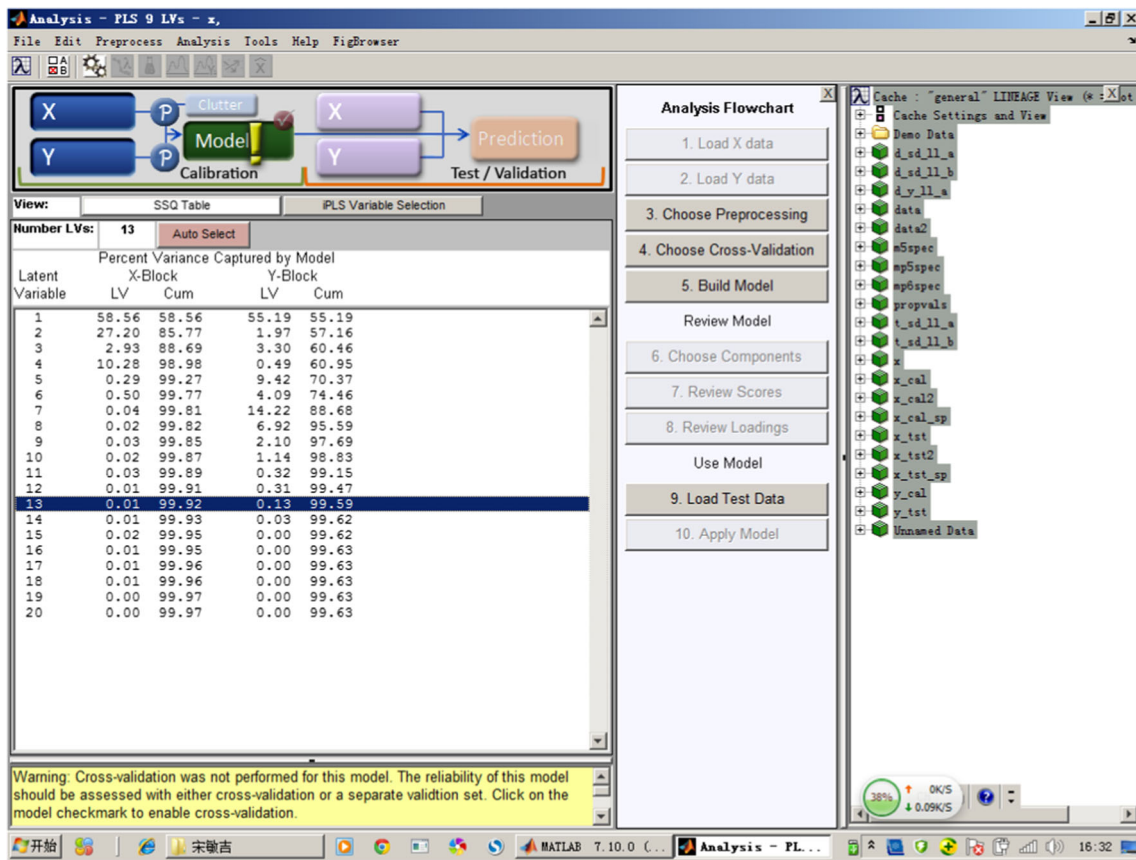 Analysis - PLS 9 LVs - x,
File Edit Preprocess Analysis Tools Help FigBrowser
X
P
Clutter
Model!
Y
P
Calibration
X
Y
Prediction
Test / Validation
View: SSQ Table iPLS Variable Selection
Number LVs: 13 Auto Select
Percent Variance Captured by Model
Latent X-Block Y-Block
Variable LV Cum LV Cum
1 58.56 58.56 55.19 55.19
2 27.20 85.77 1.97 57.16
3 2.93 88.69 3.30 60.46
4 10.28 98.98 0.49 60.95
5 0.29 99.27 9.42 70.37
6 0.50 99.77 4.09 74.46
7 0.04 99.81 14.22 88.68
8 0.02 99.82 6.92 95.59
9 0.03 99.85 2.10 97.69
10 0.02 99.87 1.14 98.83
11 0.03 99.89 0.32 99.15
12 0.01 99.91 0.31 99.47
13 0.01 99.92 0.13 99.59
14 0.01 99.93 0.03 99.62
15 0.02 99.95 0.00 99.62
16 0.01 99.95 0.00 99.63
17 0.01 99.96 0.00 99.63
18 0.01 99.96 0.00 99.63
19 0.00 99.97 0.00 99.63
20 0.00 99.97 0.00 99.63
Warning: Cross-validation was not performed for this model. The reliability of this model
should be assessed with either cross-validation or a separate validtion set. Click on the
model checkmark to enable cross-validation.
Analysis Flowchart
1. Load X data
2. Load Y data
3. Choose Preprocessing
4. Choose Cross-Validation
5. Build Model
Review Model
6. Choose Components
7. Review Scores
8. Review Loadings
Use Model
9. Load Test Data
10. Apply Model
Cache : "general" LINEAGE View (* = ot
Cache Settings and View
Demo Data
d_sd_ll_a
d_sd_ll_b
d_y_ll_a
data
data2
m5spec
mp5spec
mp6spec
propvals
t_sd_ll_a
t_sd_ll_b
x
x_cal
x_cal2
x_cal_sp
x_tst
x_tst2
x_tst_sp
y_cal
y_tst
Unnamed Data
38%
0K/S
0.09K/S
开始
宋敏吉
MATLAB 7.10.0 (...
Analysis - PL...
16:32